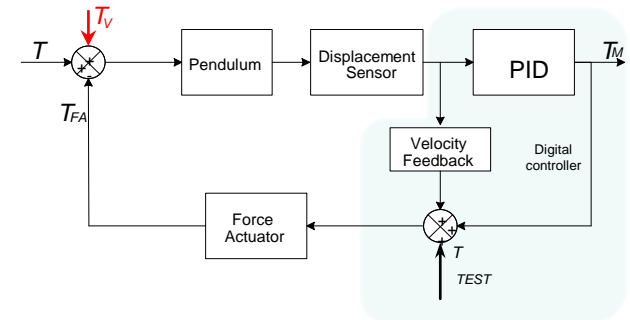 T_V
T
+
+
-
Pendulum
Displacement
Sensor
PID
T_M
T_FA
Velocity
Feedback
Digital
controller
Force
Actuator
+
+
+
T
TEST